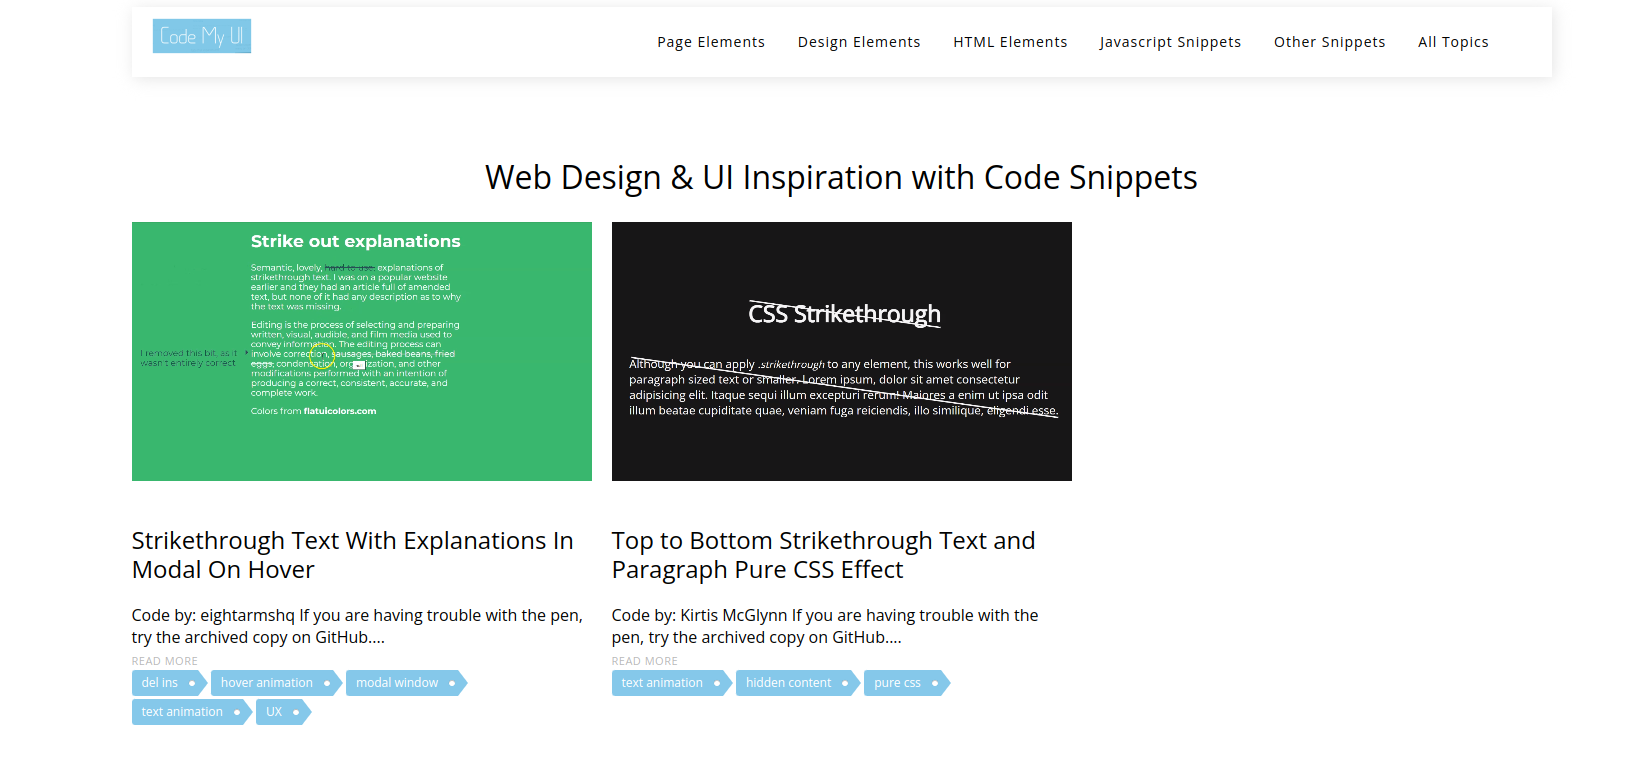 Code My UI
Page Elements Design Elements HTML Elements Javascript Snippets Other Snippets All Topics
Web Design & UI Inspiration with Code Snippets
Strike out explanations
Semantic, lovely, hard to use, explanations of
strikethrough text. I was on a popular website
earlier and they had an article full of amended
text, but none of it had any description as to why
the text was missing.
Editing is the process of selecting and preparing
written, visual, audible, and film media used to
convey information. The editing process can
involve correction, sausages, baked beans, fried
eggs, condensation, and other
modifications performed with an intention of
producing a correct, consistent, accurate, and
complete work.
Colors from flatuicolors.com
I removed this bit, as it
wasn't entirely correct
CSS Strikethrough
Although you can apply .strikethrough to any element, this works well for
paragraph sized text or smaller. Lorem ipsum, dolor sit amet consectetur
adipisicing elit. Itaque sequi illum excepturi rerum! Maiores a enim ut ipsa odit
illum beatae cupiditate quae, veniam fuga reiciendis, illo similique, eligendi esse.
Strikethrough Text With Explanations In
Modal On Hover
Code by: eightarmshq If you are having trouble with the pen,
try the archived copy on GitHub....
READ MORE
del ins hover animation modal window
text animation UX
Top to Bottom Strikethrough Text and
Paragraph Pure CSS Effect
Code by: Kirtis McGlynn If you are having trouble with the
pen, try the archived copy on GitHub....
READ MORE
text animation hidden content pure css